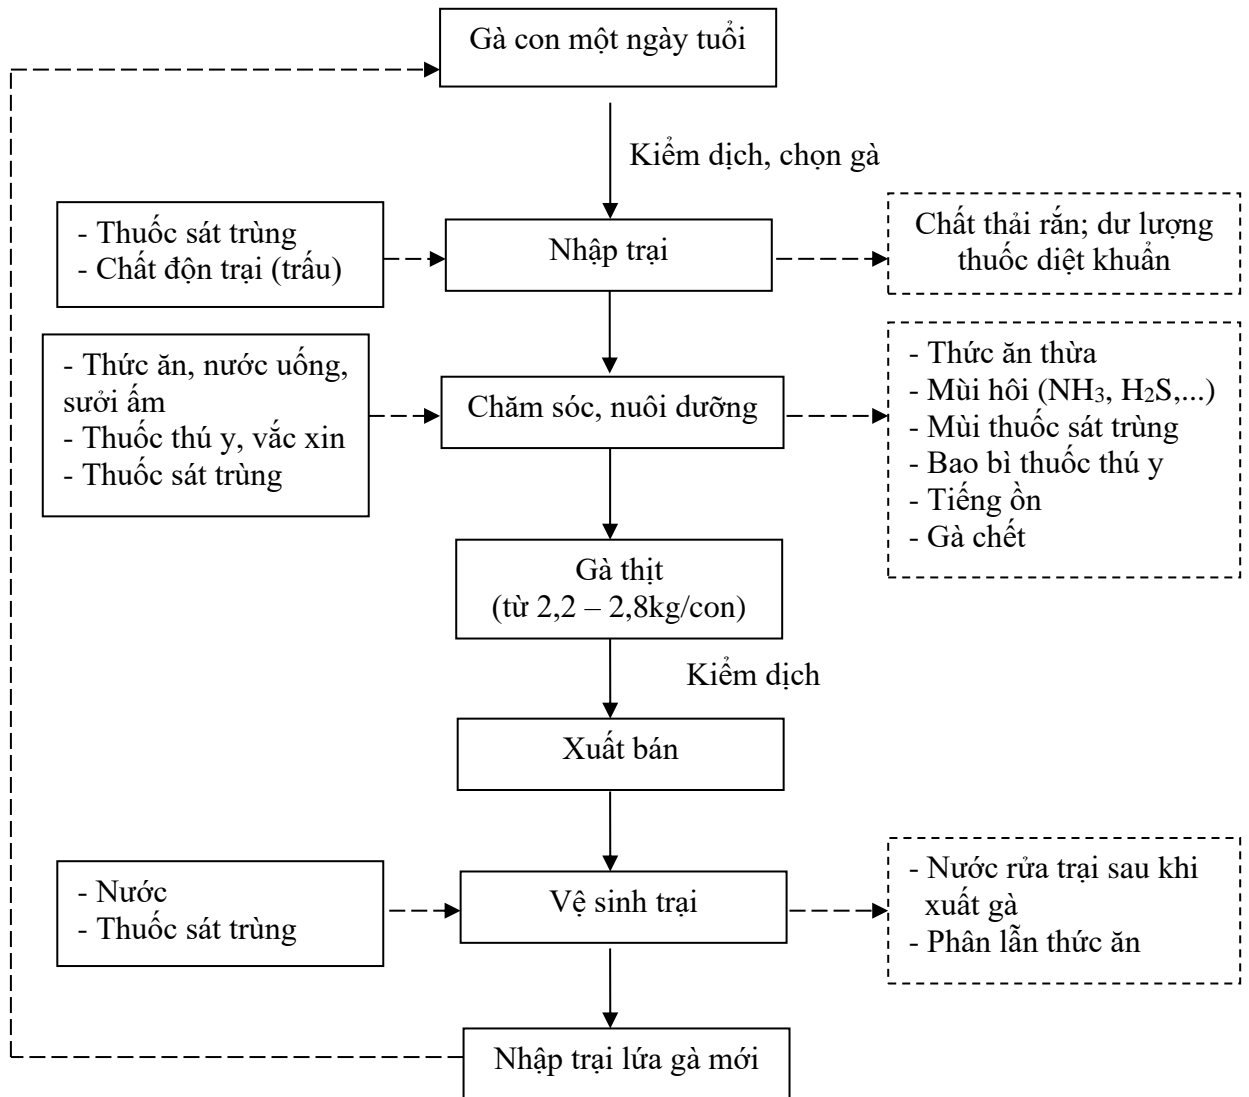 Gà con một ngày tuổi
Kiểm dịch, chọn gà
- Thuốc sát trùng
- Chất độn trại (trấu)
Nhập trại
Chất thải rắn; dư lượng
thuốc diệt khuẩn
- Thức ăn, nước uống,
sưởi ấm
- Thuốc thú y, vắc xin
- Thuốc sát trùng
Chăm sóc, nuôi dưỡng
- Thức ăn thừa
- Mùi hôi (NH₃, H₂S,...)
- Mùi thuốc sát trùng
- Bao bì thuốc thú y
- Tiếng ồn
- Gà chết
Gà thịt
(từ 2,2 – 2,8kg/con)
Kiểm dịch
Xuất bán
- Nước
- Thuốc sát trùng
Vệ sinh trại
- Nước rửa trại sau khi
xuất gà
- Phân lẫn thức ăn
Nhập trại lứa gà mới